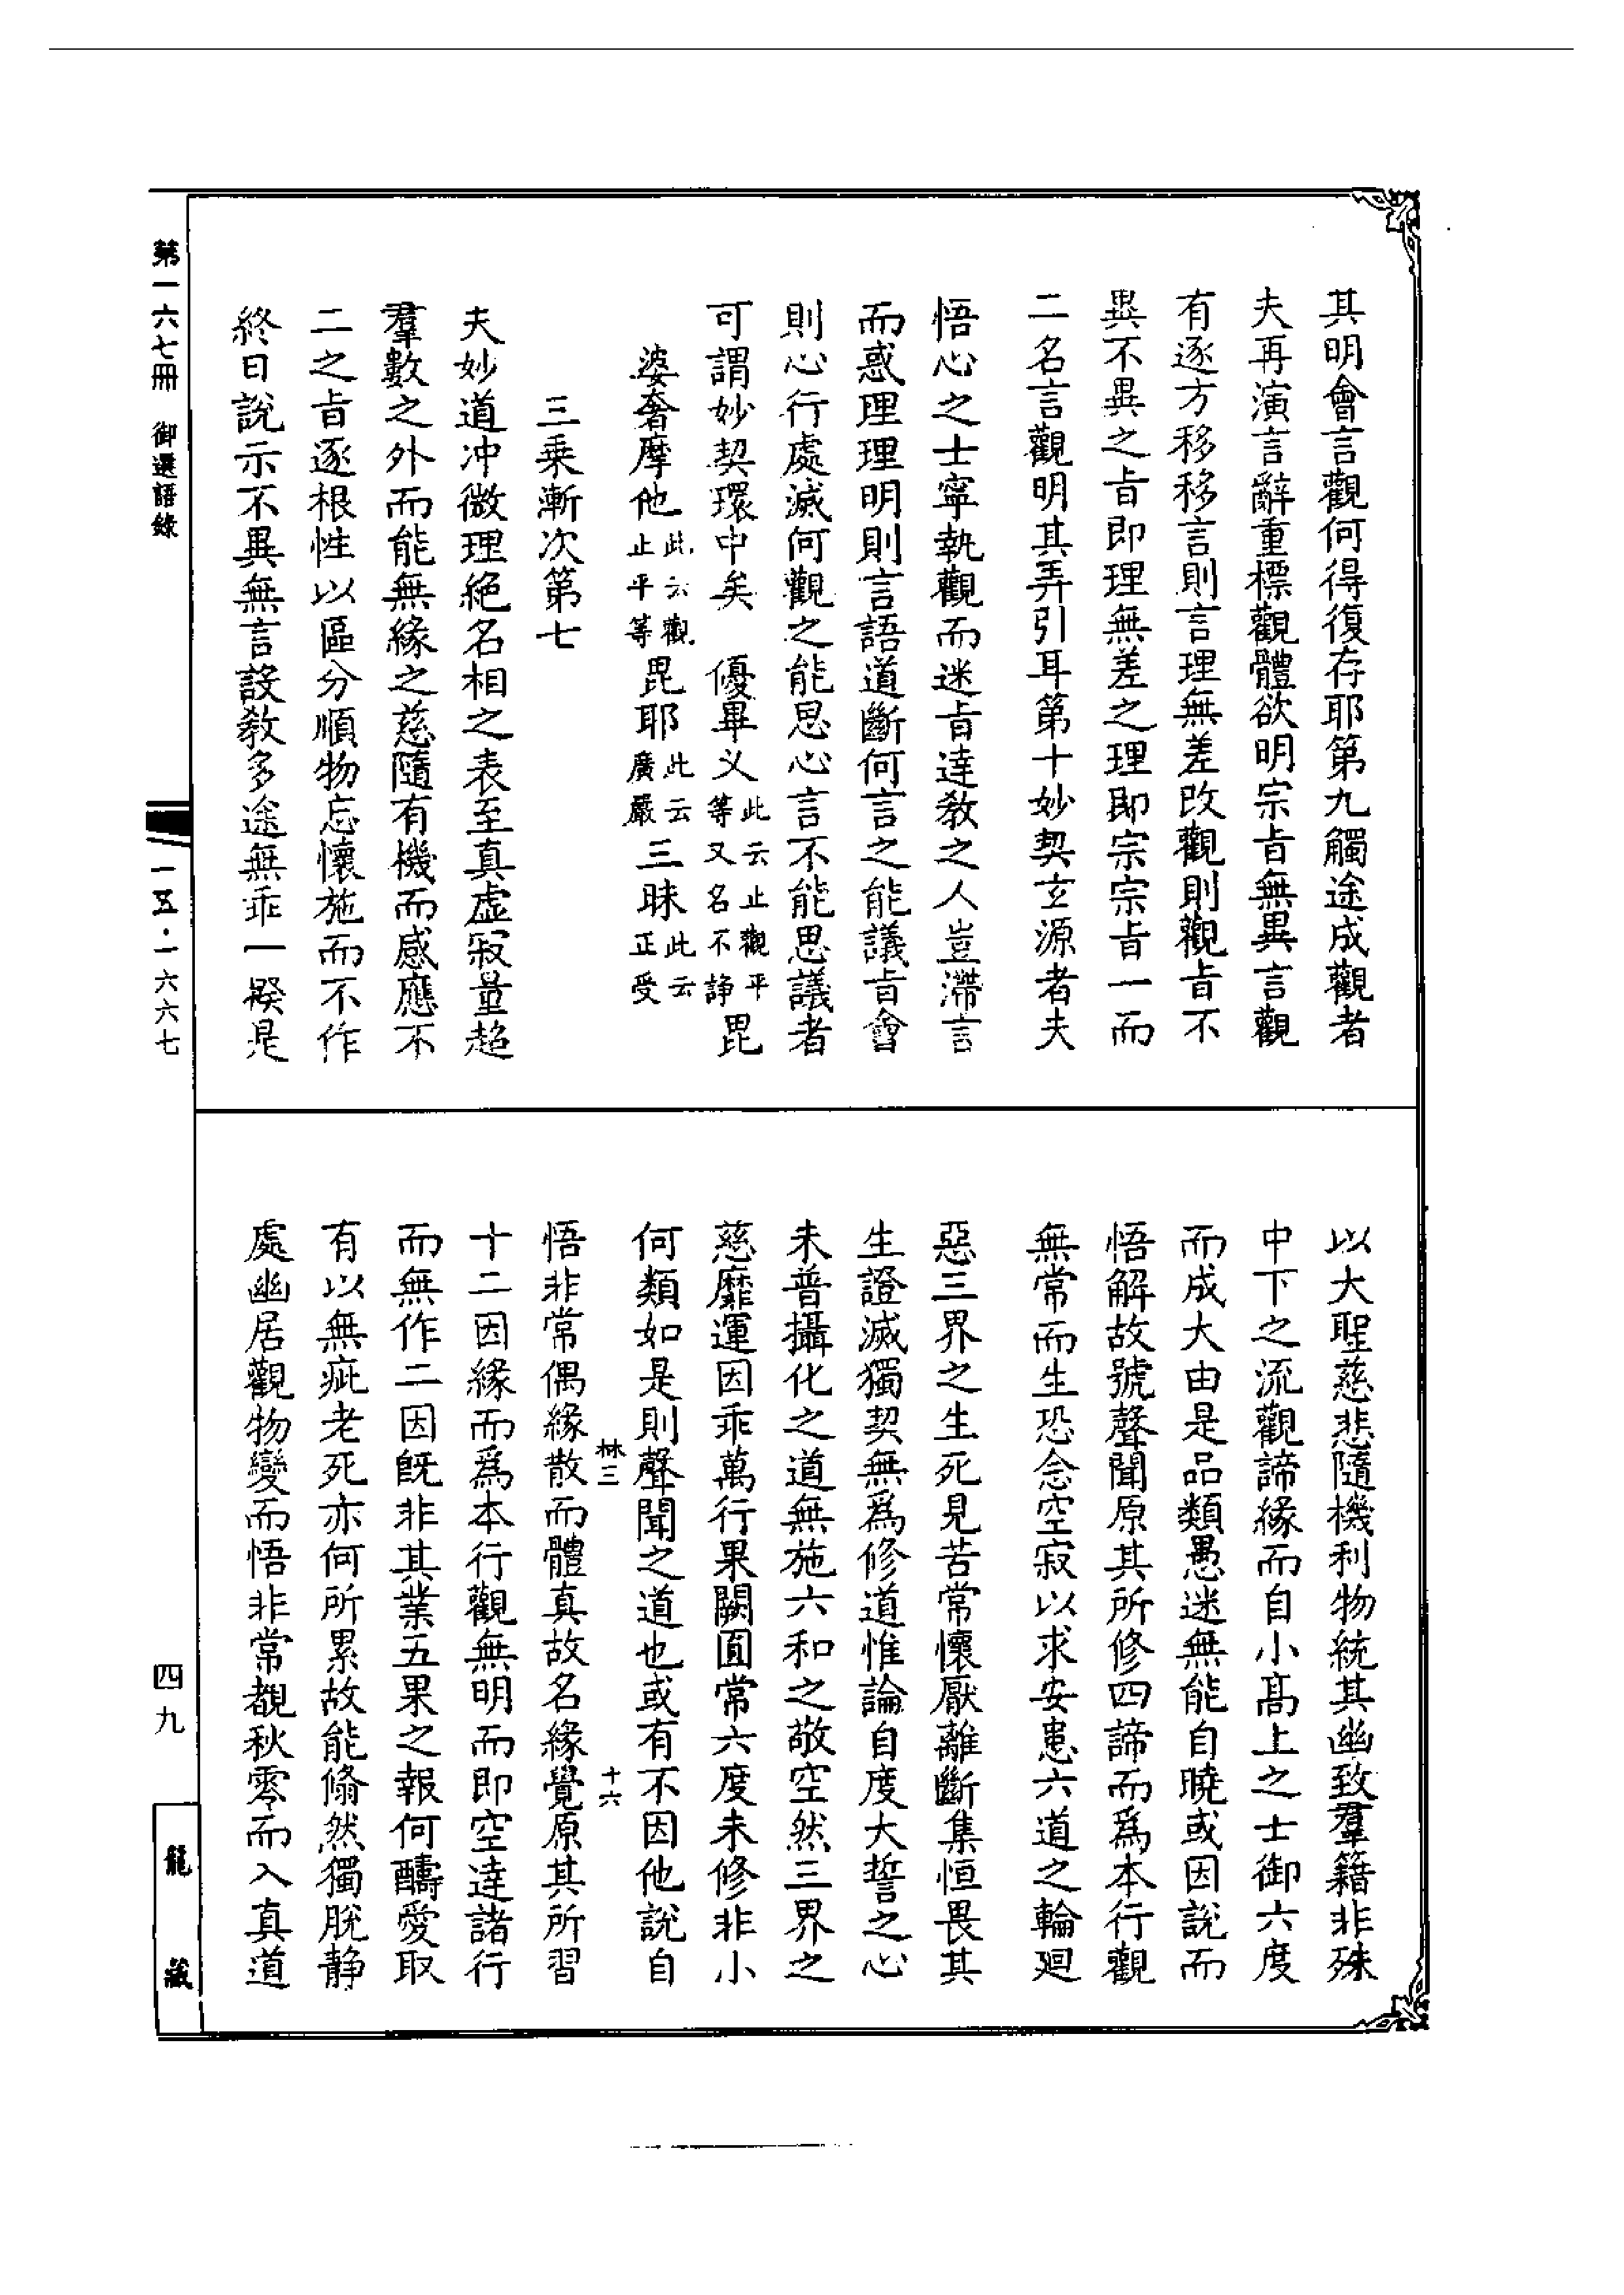 其明會言觀何得復存耶第九觸途成觀者
夫再演言辭重標觀體欲明宗㫖無異言觀
有逐方移移言則言理無差改觀則觀㫖不
異不異之㫖即理無差之理即宗宗㫖一而
二名言觀明其弄引耳第十妙契玄源者夫
悟心之士寧執觀而迷㫖達教之人豈滯言
而惑理理明則言語道斷何言之能議㫖會
則心行處滅何觀之能思心言不能思議者
可謂妙契環中矣　優畢义此云止觀平等又名不諍毘
婆奢摩他此云觀止平等毘耶此云廣嚴三昧此云正受
三乗漸次第七
夫妙道冲微理絕名相之表至真虛寂量超
羣數之外而能無緣之慈隨有機而感應不
二之㫖逐根性以區分順物忘懷施而不作
終日說示不異無言設教多途無乖一揆是
以大聖慈悲隨機利物統其幽致羣籍非殊
中下之流觀諦緣而自小髙上之士御六度
而成大由是品類愚迷無能自曉或因說而
悟解故號聲聞原其所修四諦而爲本行觀
無常而生恐念空寂以求安患六道之輪廻
惡三界之生死見苦常懷厭離斷集恒畏其
生證滅獨契無爲修道惟論自度大誓之心
未普攝化之道無施六和之敬空然三界之
慈靡運因乖萬行果闕圓常六度未修非小
何類如是則聲聞之道也或有不因他說自
林三　十六
悟非常偶緣散而體真故名緣覺原其所習
十二因緣而爲本行觀無明而即空達諸行
而無作二因旣非其業五果之報何醻愛取
有以無疵老死亦何所累故能翛然獨脫静
處幽居觀物變而悟非常覩秋零而入真道
第一六七冊　御選語錄
一五·一六六七
四九
龍藏